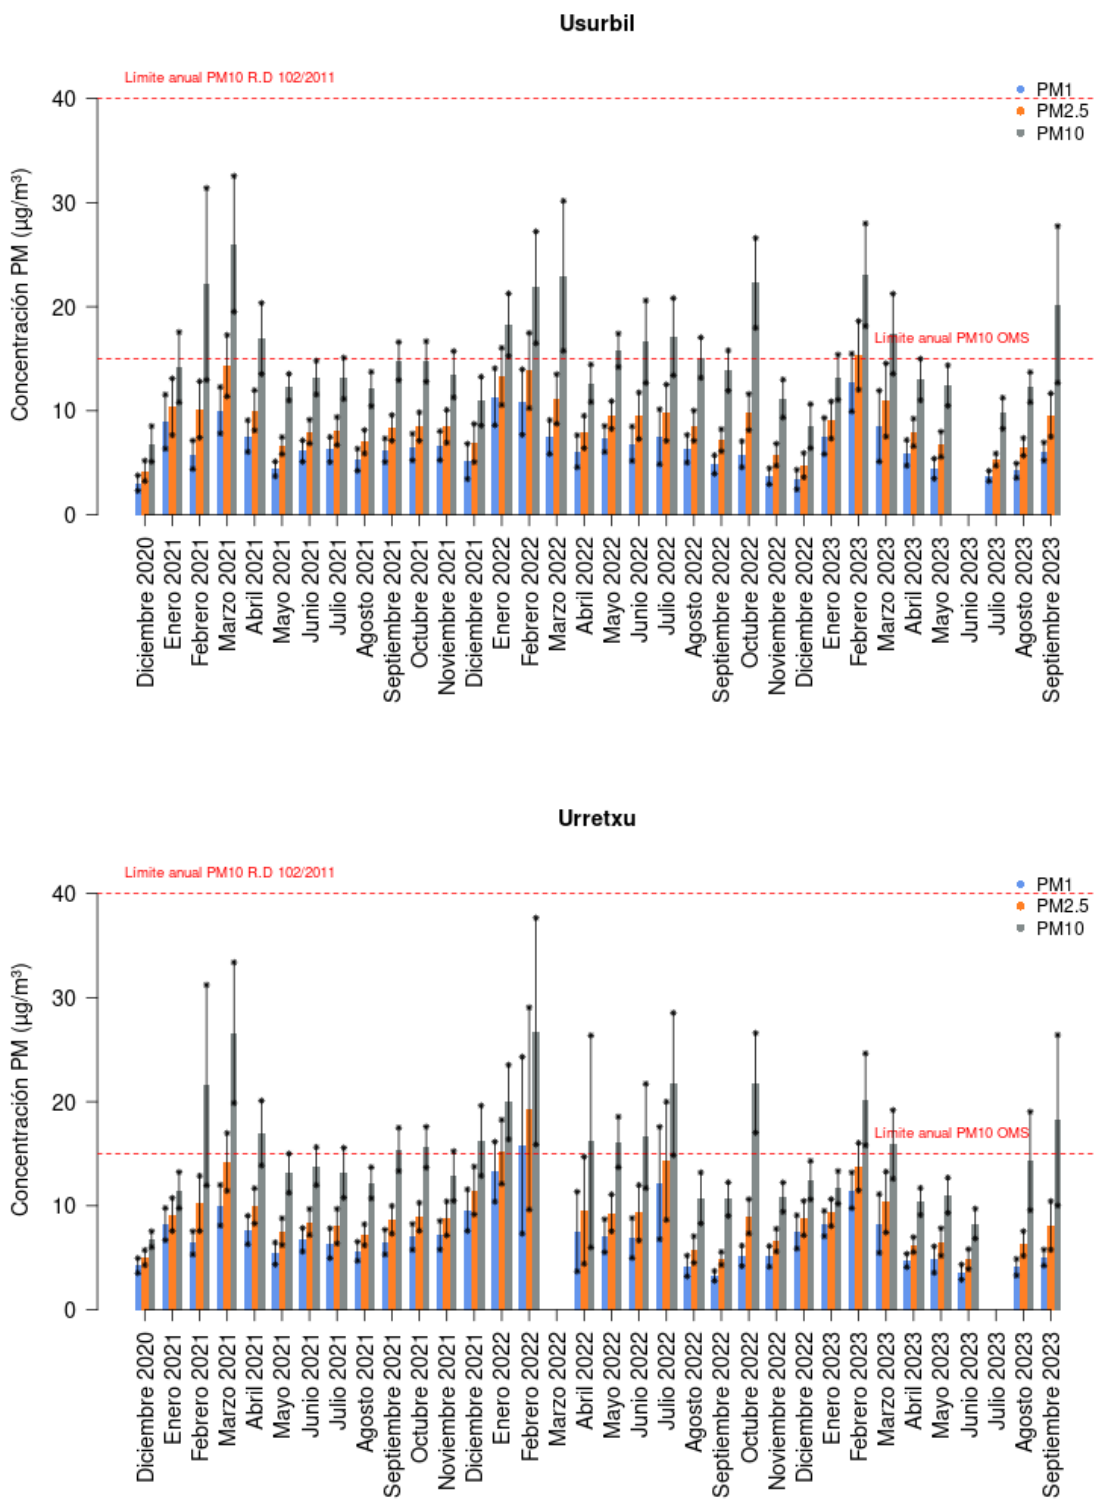 Usurbil
Limite anual PM10 R.D 102/2011
PM1
PM2.5
PM10
Concentración PM (µg/m³)
40
30
20
10
0
Limite anual PM10 OMS
Diciembre 2020
Enero 2021
Febrero 2021
Marzo 2021
Abril 2021
Mayo 2021
Junio 2021
Julio 2021
Agosto 2021
Septiembre 2021
Octubre 2021
Noviembre 2021
Diciembre 2021
Enero 2022
Febrero 2022
Marzo 2022
Abril 2022
Mayo 2022
Junio 2022
Julio 2022
Agosto 2022
Septiembre 2022
Octubre 2022
Noviembre 2022
Diciembre 2022
Enero 2023
Febrero 2023
Marzo 2023
Abril 2023
Mayo 2023
Junio 2023
Julio 2023
Agosto 2023
Septiembre 2023
Urretxu
Limite anual PM10 R.D 102/2011
PM1
PM2.5
PM10
Concentración PM (µg/m³)
40
30
20
10
0
Limite anual PM10 OMS
Diciembre 2020
Enero 2021
Febrero 2021
Marzo 2021
Abril 2021
Mayo 2021
Junio 2021
Julio 2021
Agosto 2021
Septiembre 2021
Octubre 2021
Noviembre 2021
Diciembre 2021
Enero 2022
Febrero 2022
Marzo 2022
Abril 2022
Mayo 2022
Junio 2022
Julio 2022
Agosto 2022
Septiembre 2022
Octubre 2022
Noviembre 2022
Diciembre 2022
Enero 2023
Febrero 2023
Marzo 2023
Abril 2023
Mayo 2023
Junio 2023
Julio 2023
Agosto 2023
Septiembre 2023